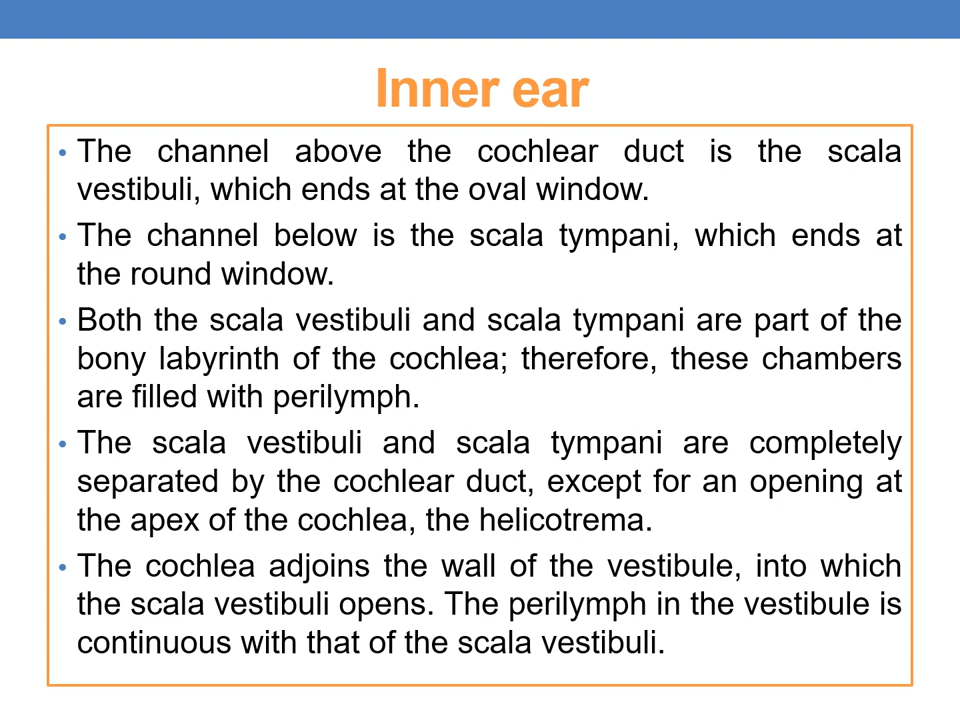 Inner ear
• The channel above the cochlear duct is the scala
vestibuli, which ends at the oval window.
• The channel below is the scala tympani, which ends at
the round window.
• Both the scala vestibuli and scala tympani are part of the
bony labyrinth of the cochlea; therefore, these chambers
are filled with perilymph.
• The scala vestibuli and scala tympani are completely
separated by the cochlear duct, except for an opening at
the apex of the cochlea, the helicotrema.
• The cochlea adjoins the wall of the vestibule, into which
the scala vestibuli opens. The perilymph in the vestibule is
continuous with that of the scala vestibuli.